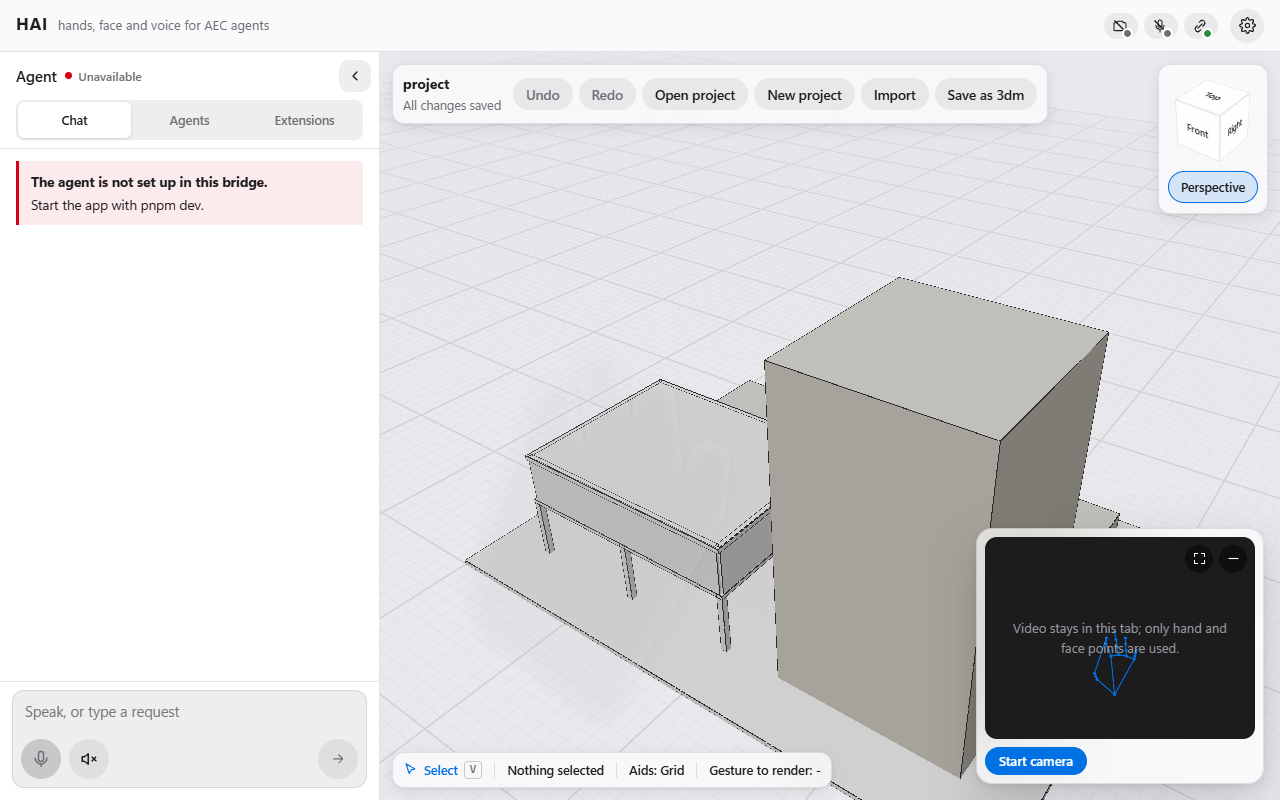 HAI hands, face and voice for AEC agents
Agent Unavailable
Chat Agents Extensions
The agent is not set up in this bridge.
Start the app with pnpm dev.
Speak, or type a request
project
All changes saved
Undo Redo Open project New project Import Save as 3dm
Top
Front Right
Perspective
Video stays in this tab; only hand and
face points are used.
Start camera
Select V Nothing selected Aids: Grid Gesture to render: -